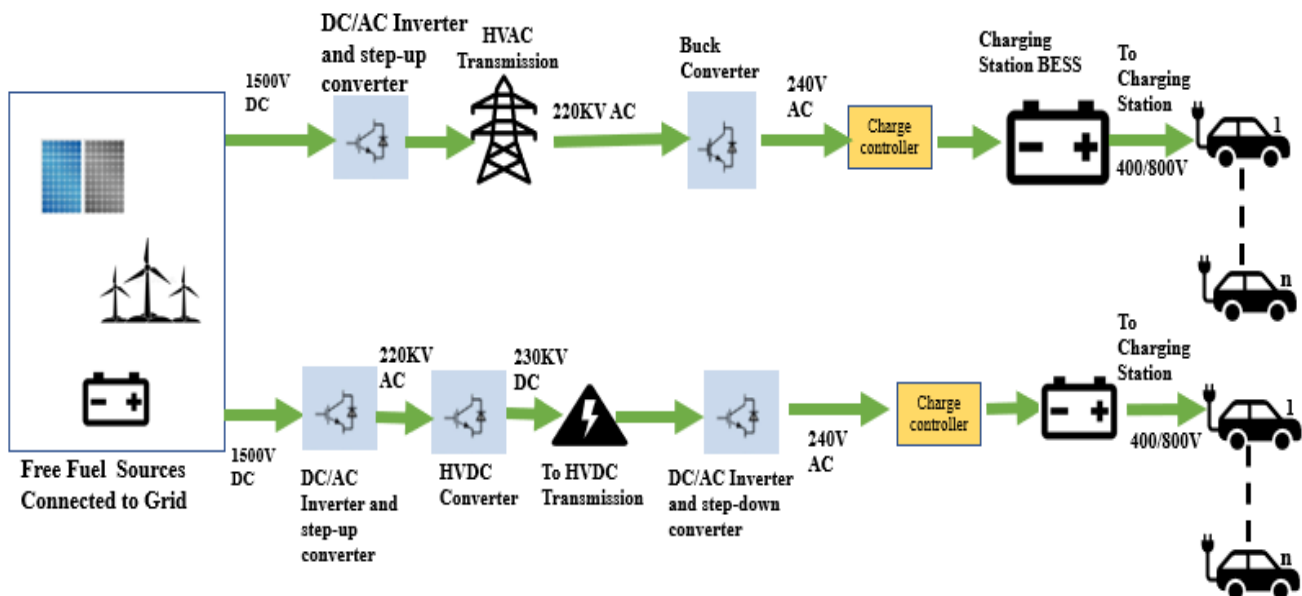 DC/AC Inverter
and step-up
converter
HVAC
Transmission
Buck
Converter
Charging
Station BESS
To
Charging
Station
1500V
DC
220KV AC
240V
AC
Charge
controller
400/800V
1
n
Free Fuel Sources
Connected to Grid
1500V
DC
DC/AC
Inverter and
step-up
converter
220KV
AC
HVDC
Converter
230KV
DC
To HVDC
Transmission
DC/AC Inverter
and step-down
converter
240V
AC
Charge
controller
To
Charging
Station
400/800V
1
n